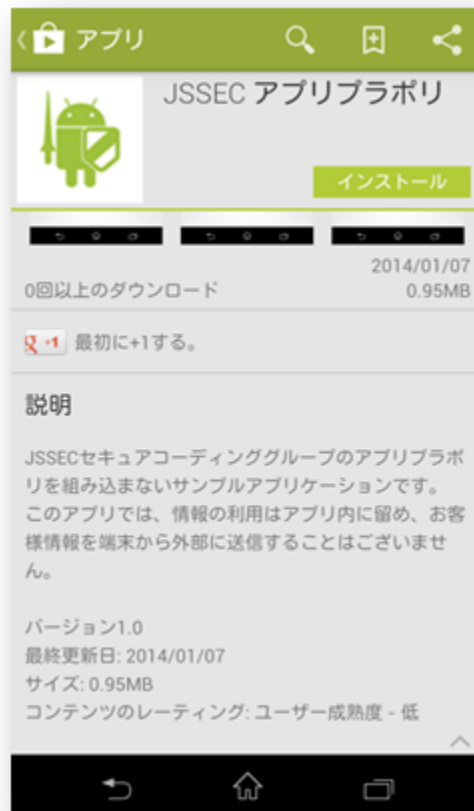 アプリ
JSSEC アプリプラポリ
インストール
2014/01/07
0回以上のダウンロード
0.95MB
g +1 最初に+1する。
説明
JSSECセキュアコーディンググループのアプリプラポ
リを組み込まないサンプルアプリケーションです。
このアプリでは、情報の利用はアプリ内に留め、お客
様情報を端末から外部に送信することはございませ
ん。
バージョン1.0
最終更新日: 2014/01/07
サイズ: 0.95MB
コンテンツのレーティング: ユーザー成熟度 - 低